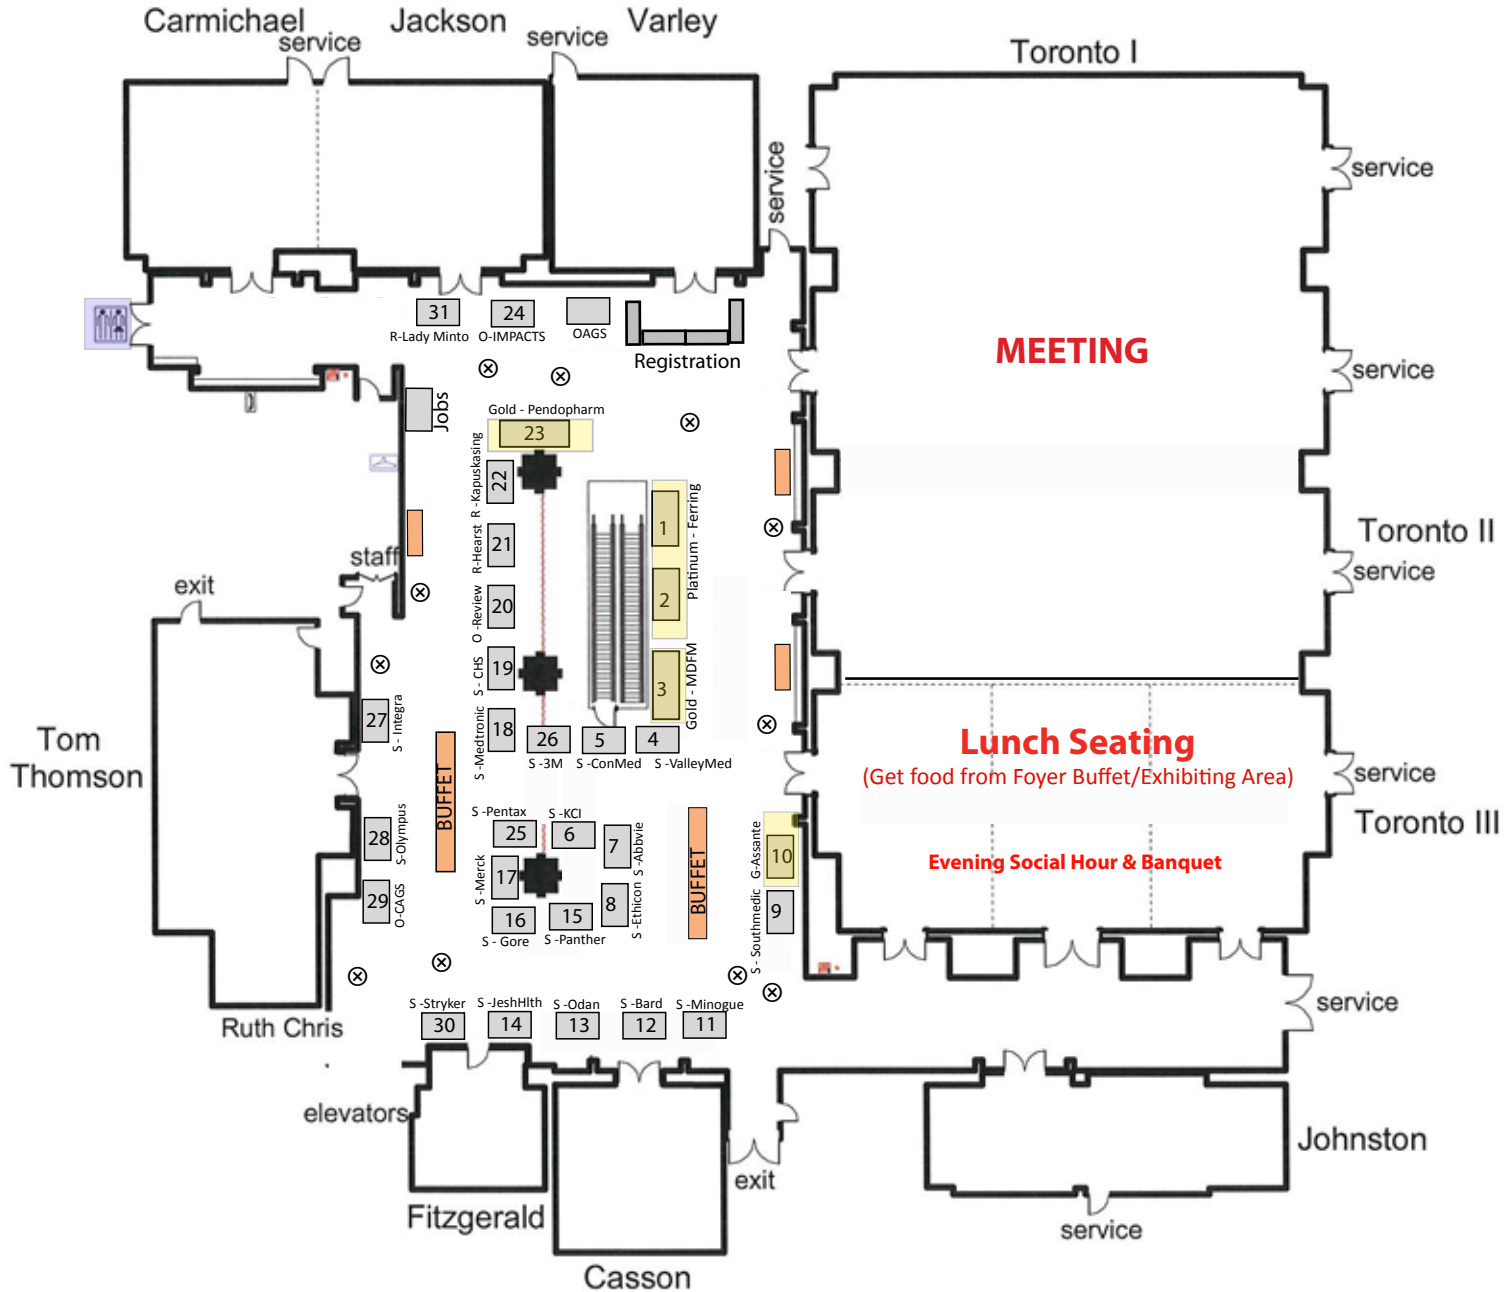 Carmichael
Jackson
Varley
service
service
Toronto I
service
service
31
24
R-Lady Minto
O-IMPACTS
OAGS
Registration
MEETING
service
Jobs
Gold - Pendopharm
23
R -Kapuskasing
22
1
Platinum - Ferring
R-Hearst
21
Toronto II
staff
service
exit
O -Review
20
2
S - CHS
19
3
Gold - MDFM
27
S - Integra
S -Medtronic
18
26
5
4
S -3M
S -ConMed
S -ValleyMed
Tom
Thomson
Lunch Seating
(Get food from Foyer Buffet/Exhibiting Area)
service
BUFFET
S -Pentax
S -KCI
25
6
7
S -Abbvie
28
S-Olympus
BUFFET
G-Assante
10
Toronto III
Evening Social Hour & Banquet
S -Merck
17
29
O-CAGS
16
15
8
S -Ethicon
9
S - Southmedic
S - Gore
S -Panther
S -Stryker
S -JeshHlth
S -Odan
S -Bard
S -Minogue
30
14
13
12
11
service
Ruth Chris
elevators
Johnston
exit
Fitzgerald
service
Casson